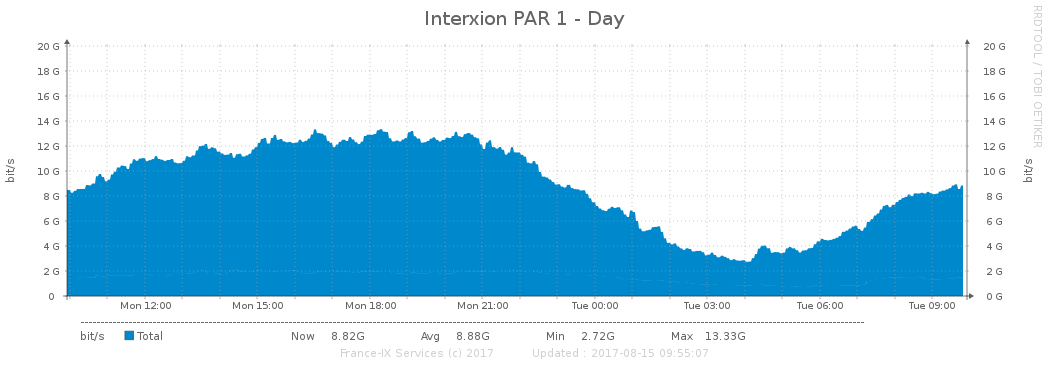 Interxion PAR 1 - Day
RRDTOOL / TOBI OETIKER
bit/s
bit/s
20 G 20 G
18 G 18 G
16 G 16 G
14 G 14 G
12 G 12 G
10 G 10 G
8 G 8 G
6 G 6 G
4 G 4 G
2 G 2 G
0 0 G
Mon 12:00 Mon 15:00 Mon 18:00 Mon 21:00 Tue 00:00 Tue 03:00 Tue 06:00 Tue 09:00
bit/s Total Now 8.82G Avg 8.88G Min 2.72G Max 13.33G
France-IX Services (c) 2017 Updated : 2017-08-15 09:55:07